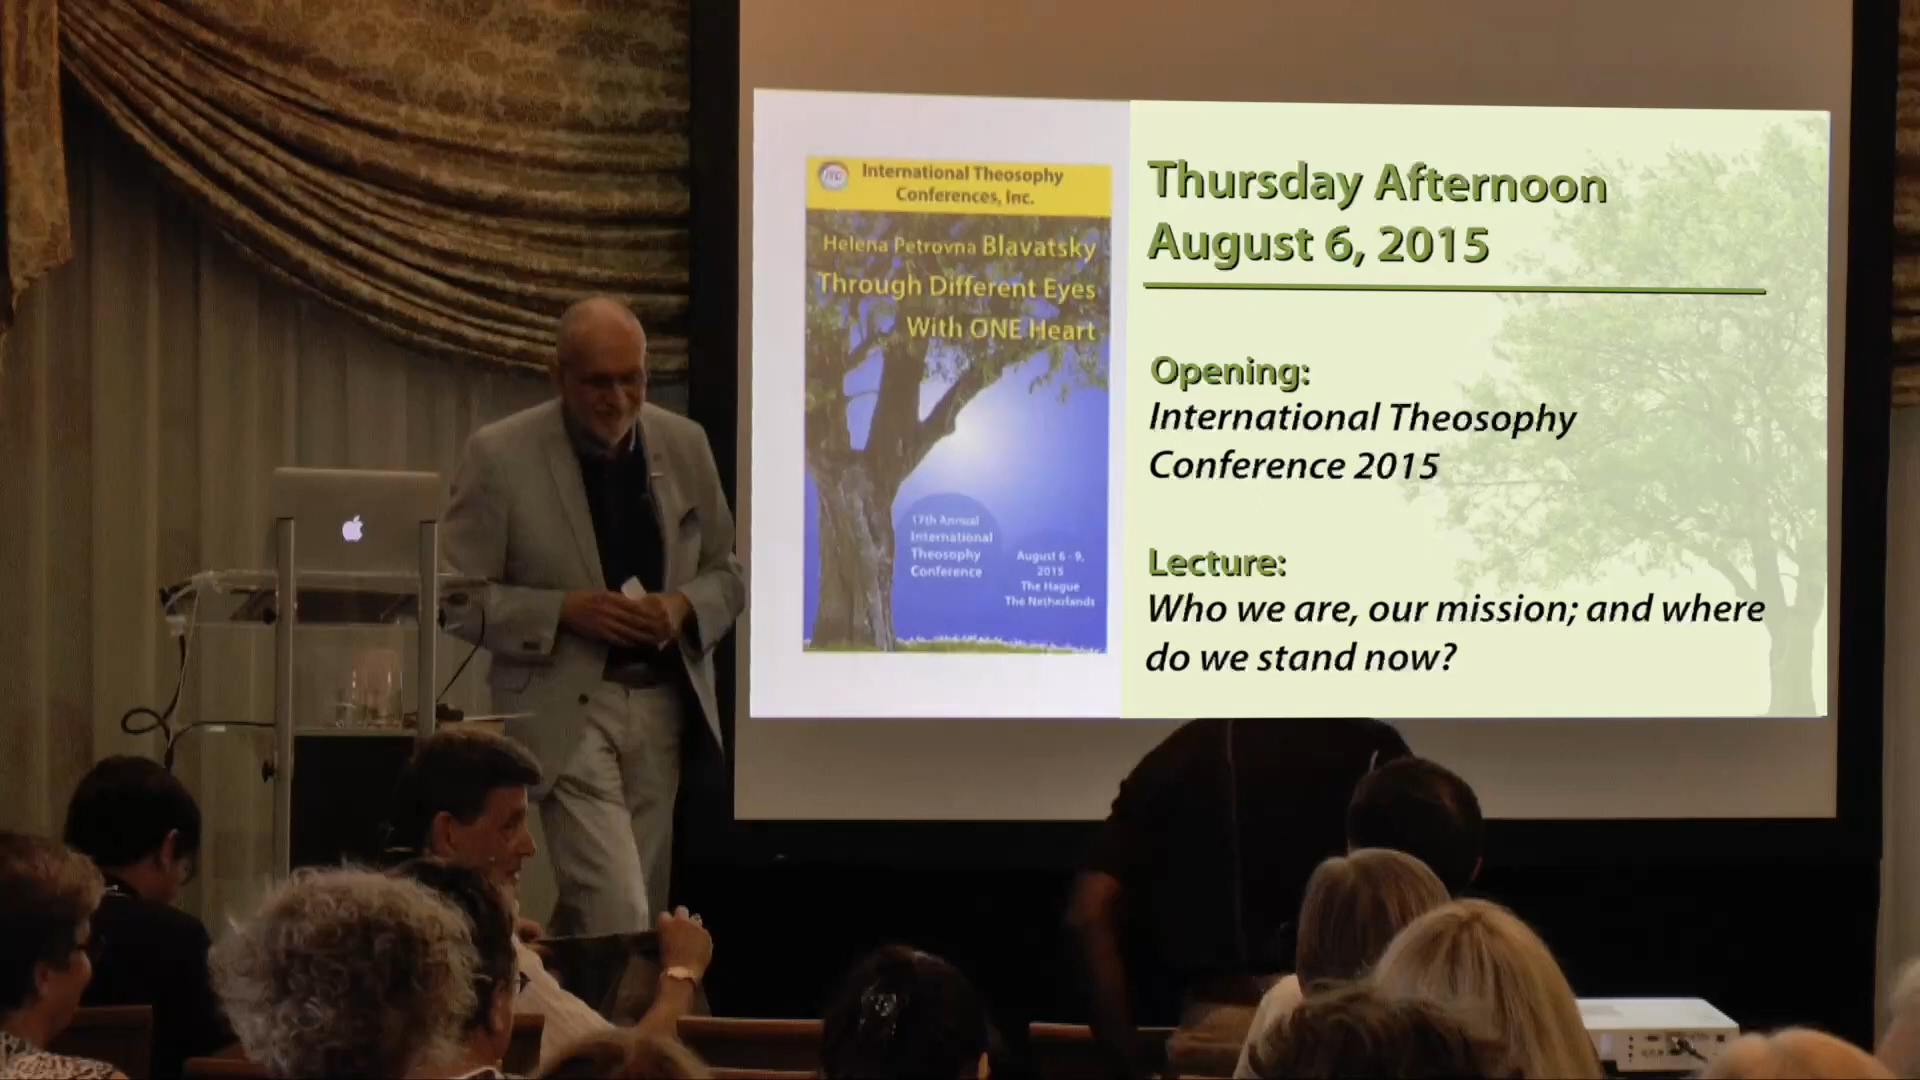 International Theosophy
Conferences, Inc.
Helena Petrovna Blavatsky
Through Different Eyes
With ONE Heart
17th Annual
International
Theosophy
Conference
August 6 - 9,
2015
The Hague
The Netherlands
Thursday Afternoon
August 6, 2015
Opening:
International Theosophy
Conference 2015
Lecture:
Who we are, our mission; and where
do we stand now?